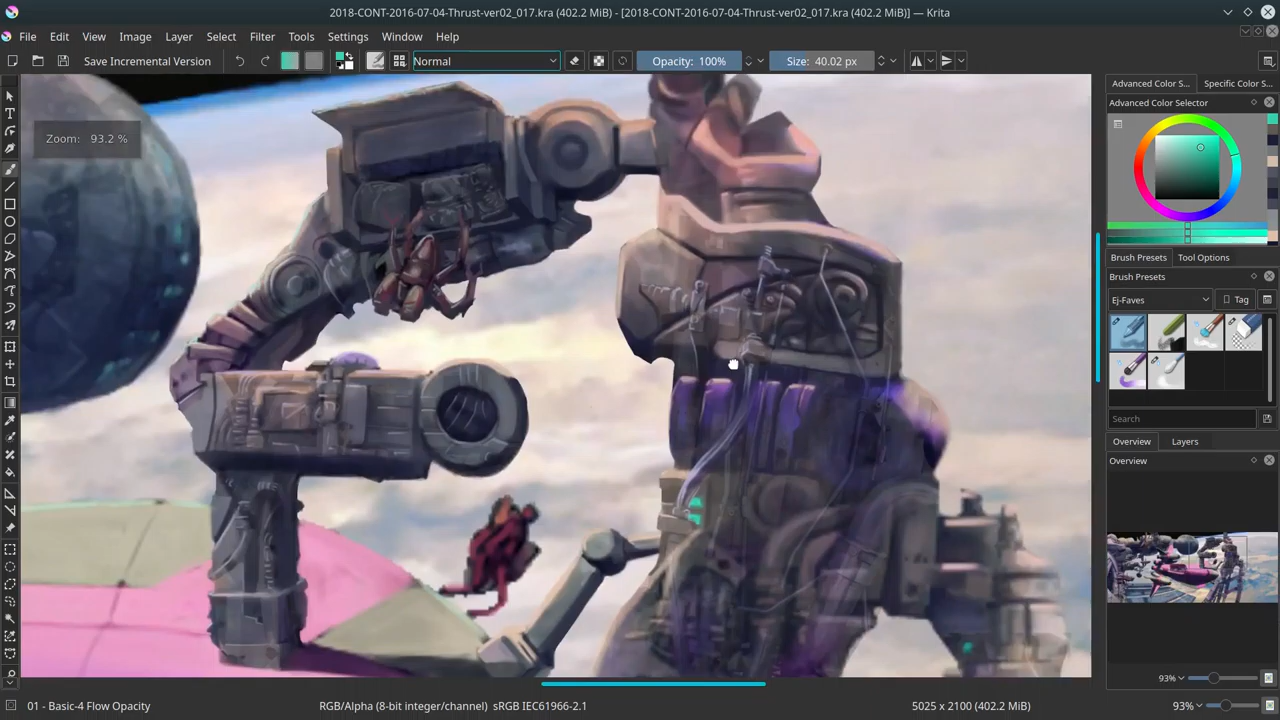 2018-CONT-2016-07-04-Thrust-ver02_017.kra (402.2 MiB) - [2018-CONT-2016-07-04-Thrust-ver02_017.kra (402.2 MiB)] — Krita
File Edit View Image Layer Select Filter Tools Settings Window Help
Save Incremental Version Normal Opacity: 100% Size: 40.02 px
Advanced Color S... Specific Color S...
Advanced Color Selector
Zoom: 93.2 %
Brush Presets Tool Options
Brush Presets
Ej-Faves Tag
Search
Overview Layers
Overview
93%
01 - Basic-4 Flow Opacity RGB/Alpha (8-bit integer/channel) sRGB IEC61966-2.1 5025 x 2100 (402.2 MiB) 93%